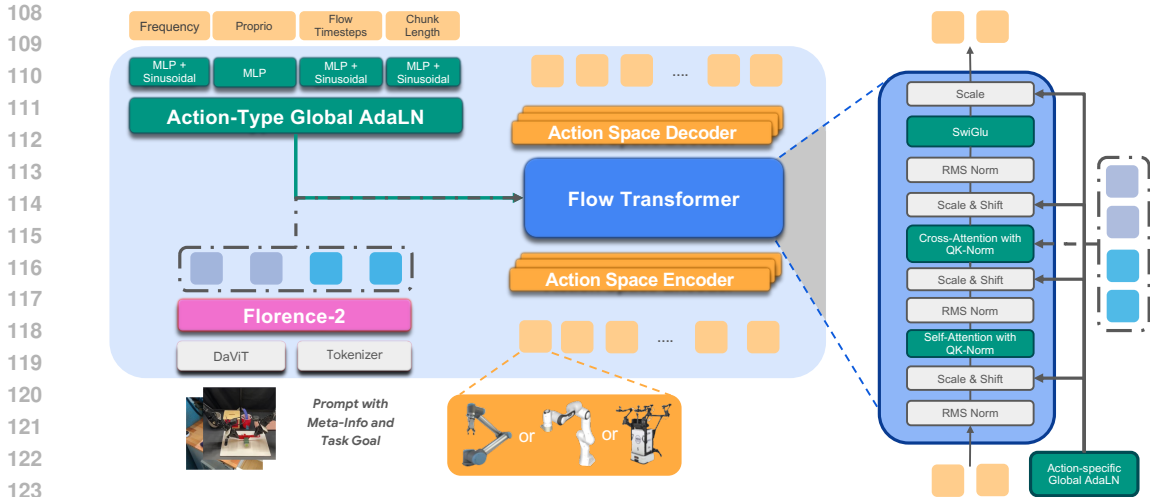 108
109
110
111
112
113
114
115
116
117
118
119
120
121
122
123
Frequency
Proprio
Flow
Timesteps
Chunk
Length
MLP +
Sinusoidal
MLP
MLP +
Sinusoidal
MLP +
Sinusoidal
Action-Type Global AdaLN
....
Action Space Decoder
Flow Transformer
Action Space Encoder
....
Florence-2
DaViT
Tokenizer
Prompt with
Meta-Info and
Task Goal
or
or
Scale
SwiGlu
RMS Norm
Scale & Shift
Cross-Attention with
QK-Norm
Scale & Shift
RMS Norm
Self-Attention with
QK-Norm
Scale & Shift
RMS Norm
Action-specific
Global AdaLN